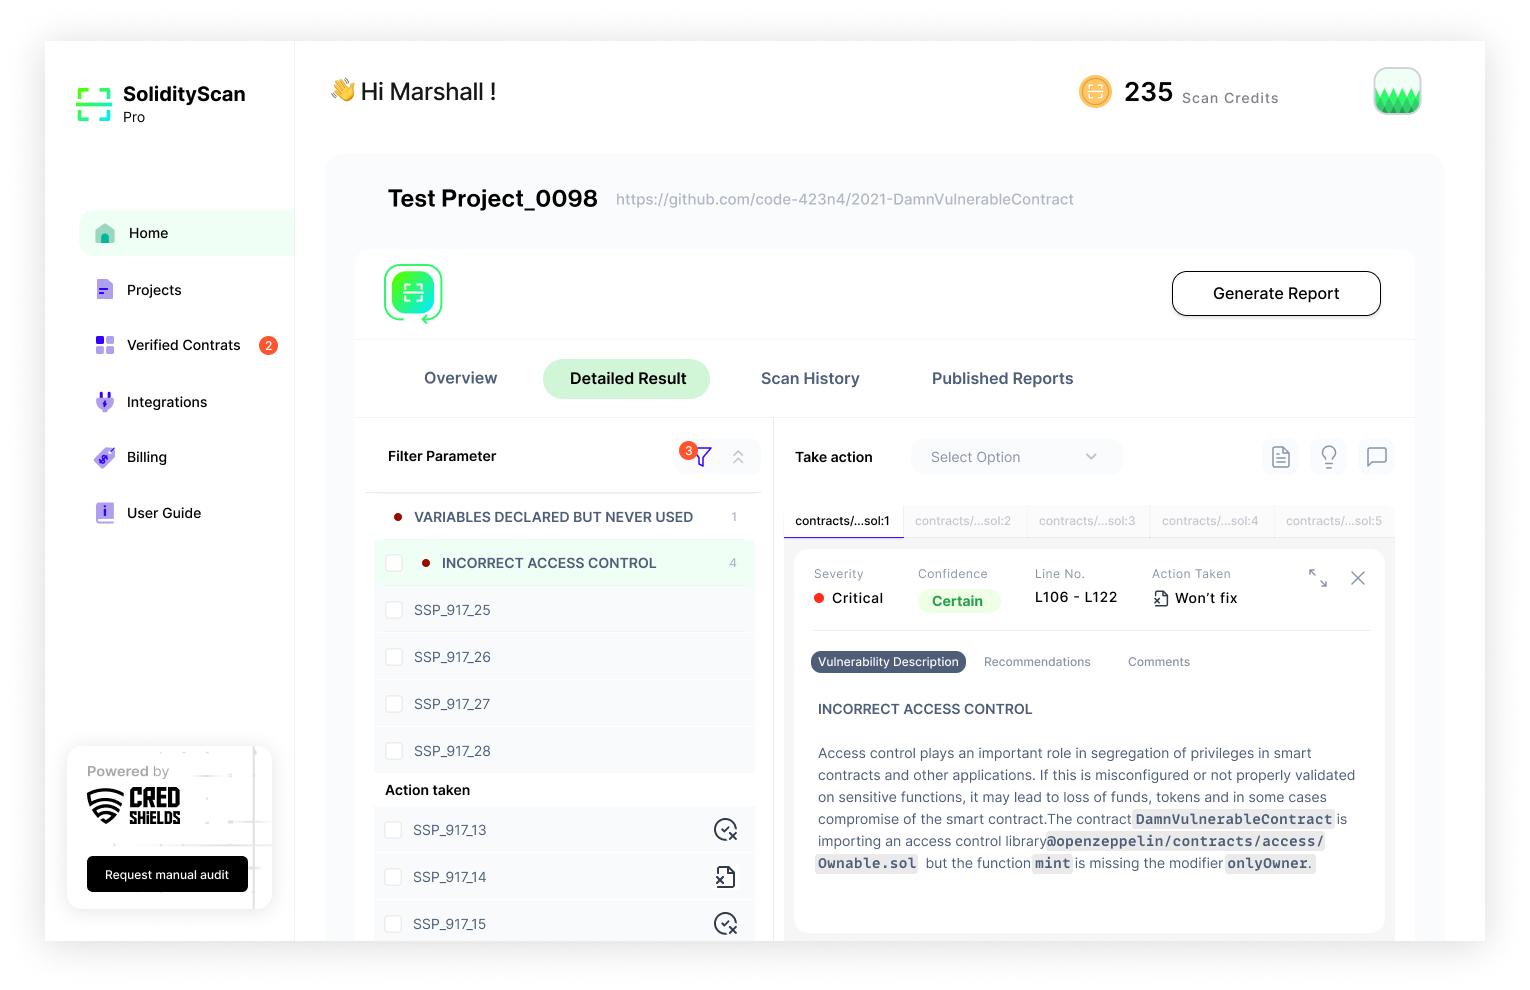 SolidityScan
Pro
👋 Hi Marshall !
235 Scan Credits
Home
Projects
Verified Contrats 2
Integrations
Billing
User Guide
Powered by
CRED
SHiELDS
Request manual audit
Test Project_0098 https://github.com/code-423n4/2021-DamnVulnerableContract
Generate Report
Overview Detailed Result Scan History Published Reports
Filter Parameter 3
VARIABLES DECLARED BUT NEVER USED 1
INCORRECT ACCESS CONTROL 4
SSP_917_25
SSP_917_26
SSP_917_27
SSP_917_28
Action taken
SSP_917_13
SSP_917_14
SSP_917_15
Take action Select Option
contracts/...sol:1 contracts/...sol:2 contracts/...sol:3 contracts/...sol:4 contracts/...sol:5
Severity Confidence Line No. Action Taken
Critical Certain L106 - L122 Won’t fix
Vulnerability Description Recommendations Comments
INCORRECT ACCESS CONTROL
Access control plays an important role in segregation of privileges in smart
contracts and other applications. If this is misconfigured or not properly validated
on sensitive functions, it may lead to loss of funds, tokens and in some cases
compromise of the smart contract.The contract DamnVulnerableContract is
importing an access control library @openzeppelin/contracts/access/
Ownable.sol but the function mint is missing the modifier onlyOwner.